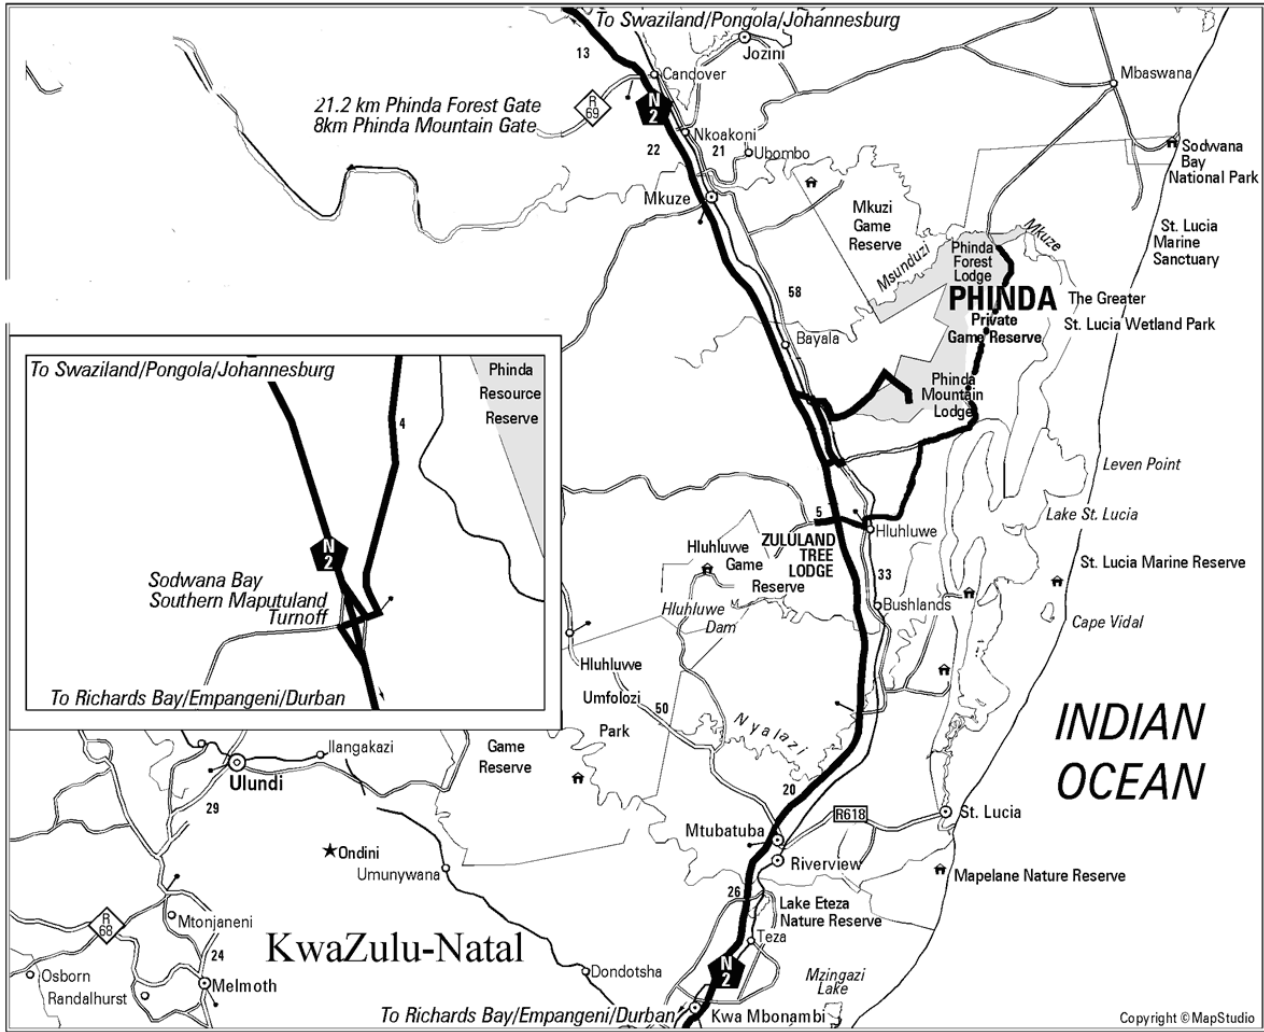 To Swaziland/Pongola/Johannesburg
13
Jozini
Candover
Mbaswana
21.2 km Phinda Forest Gate
8km Phinda Mountain Gate
R
69
N
2
Nkoakoni
22
21
Ubombo
Sodwana
Bay
National Park
Mkuze
Mkuzi
Game
Reserve
Msunduzi
Mkuze
St. Lucia
Marine
Sanctuary
Phinda
Forest
Lodge
PHINDA
Private
Game Reserve
The Greater
St. Lucia Wetland Park
58
Bayala
Phinda
Mountain
Lodge
To Swaziland/Pongola/Johannesburg
Phinda
Resource
Reserve
4
N
2
Sodwana Bay
Southern Maputuland
Turnoff
To Richards Bay/Empangeni/Durban
Leven Point
Lake St. Lucia
5
Hluhluwe
ZULULAND
TREE
LODGE
Hluhluwe
Game
Reserve
33
St. Lucia Marine Reserve
Hluhluwe
Dam
Bushlands
Cape Vidal
Hluhluwe
Umfolozi
Park
50
Nyalazi
INDIAN
OCEAN
Game
Reserve
Ilangakazi
Ulundi
29
20
R618
St. Lucia
Mtubatuba
Riverview
Ondini
Umunywana
Mapelane Nature Reserve
26
Lake Eteza
Nature Reserve
R
68
Mtonjaneni
24
KwaZulu-Natal
Teza
N
2
Osborn
Randalhurst
Melmoth
Dondotsha
Mzingazi
Lake
To Richards Bay/Empangeni/Durban
Kwa Mbonambi
Copyright © MapStudio